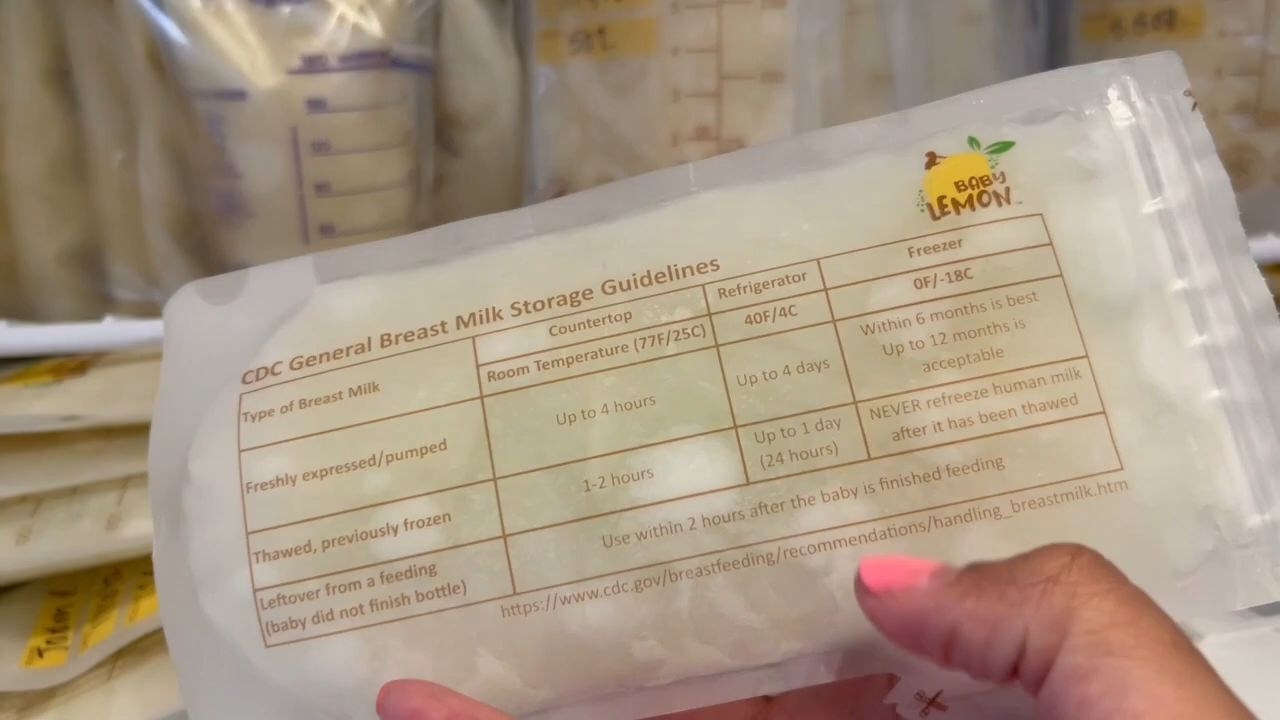 BABY
LEMON
CDC General Breast Milk Storage Guidelines
Type of Breast Milk
Countertop
Refrigerator
Freezer
Room Temperature (77F/25C)
40F/4C
0F/-18C
Freshly expressed/pumped
Up to 4 hours
Up to 4 days
Within 6 months is best
Up to 12 months is
acceptable
Thawed, previously frozen
1-2 hours
Up to 1 day
(24 hours)
NEVER refreeze human milk
after it has been thawed
Leftover from a feeding
(baby did not finish bottle)
Use within 2 hours after the baby is finished feeding
https://www.cdc.gov/breastfeeding/recommendations/handling_breastmilk.htm